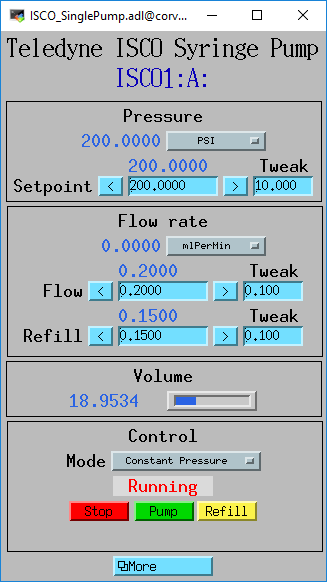 ISCO_SinglePump.adl@corv...
Teledyne ISCO Syringe Pump
ISCO1:A:
Pressure
200.0000 PSI
200.0000 Tweak
Setpoint < 200.0000 > 10.000
Flow rate
0.0000 mlPerMin
0.2000 Tweak
Flow < 0.2000 > 0.100
0.1500 Tweak
Refill < 0.1500 > 0.100
Volume
18.9534
Control
Mode Constant Pressure
Running
Stop Pump Refill
More